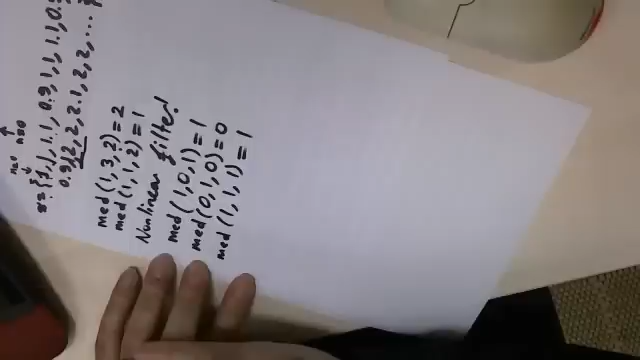 n=0 n=0
x={1,1,1.1,0.9,1,1,1.1,0.9
0.9,2,2,2.1,2,2,...}
med(1,3,2)=2
med(1,1,2)=1
Nonlinear filter!
med(1,0,1)=1
med(0,1,0)=0
med(1,1,1)=1